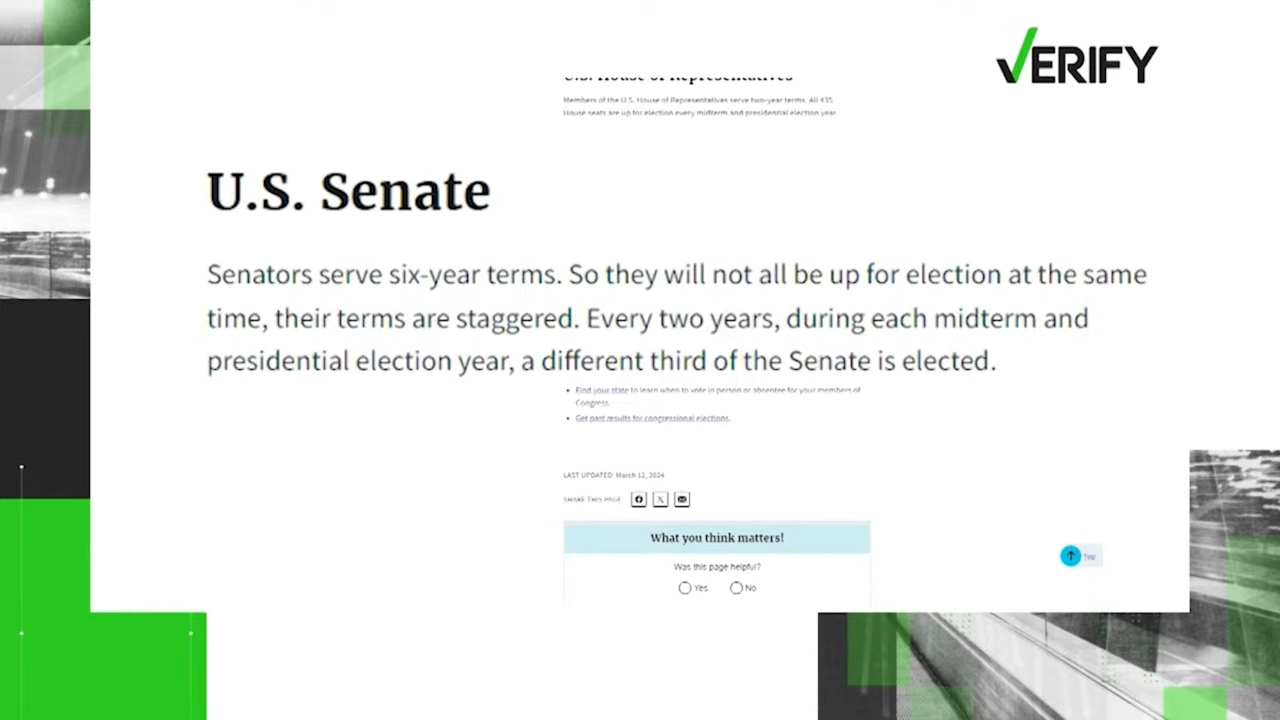 VERIFY
U.S. House of Representatives
Members of the U.S. House of Representatives serve two-year terms. All 435
House seats are up for election every midterm and presidential election year.
U.S. Senate
Senators serve six-year terms. So they will not all be up for election at the same
time, their terms are staggered. Every two years, during each midterm and
presidential election year, a different third of the Senate is elected.
• Find your state to learn when to vote in person or absentee for your members of
Congress.
• Get past results for congressional elections.
LAST UPDATED: March 12, 2024
SHARE THIS PAGE:
What you think matters!
Was this page helpful?
Yes No
Top